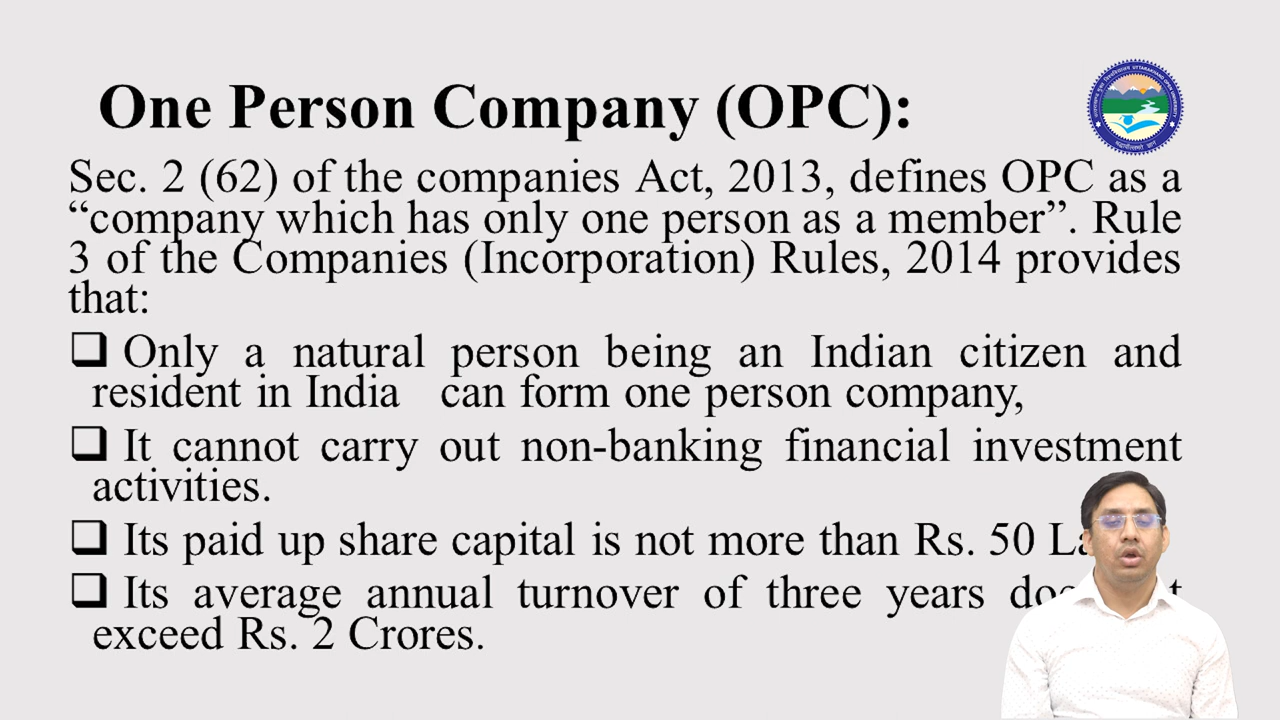 One Person Company (OPC):
Sec. 2 (62) of the companies Act, 2013, defines OPC as a
“company which has only one person as a member”. Rule
3 of the Companies (Incorporation) Rules, 2014 provides
that:
❑ Only a natural person being an Indian citizen and
resident in India can form one person company,
❑ It cannot carry out non-banking financial investment
activities.
❑ Its paid up share capital is not more than Rs. 50
❑ Its average annual turnover of three years
exceed Rs. 2 Crores.